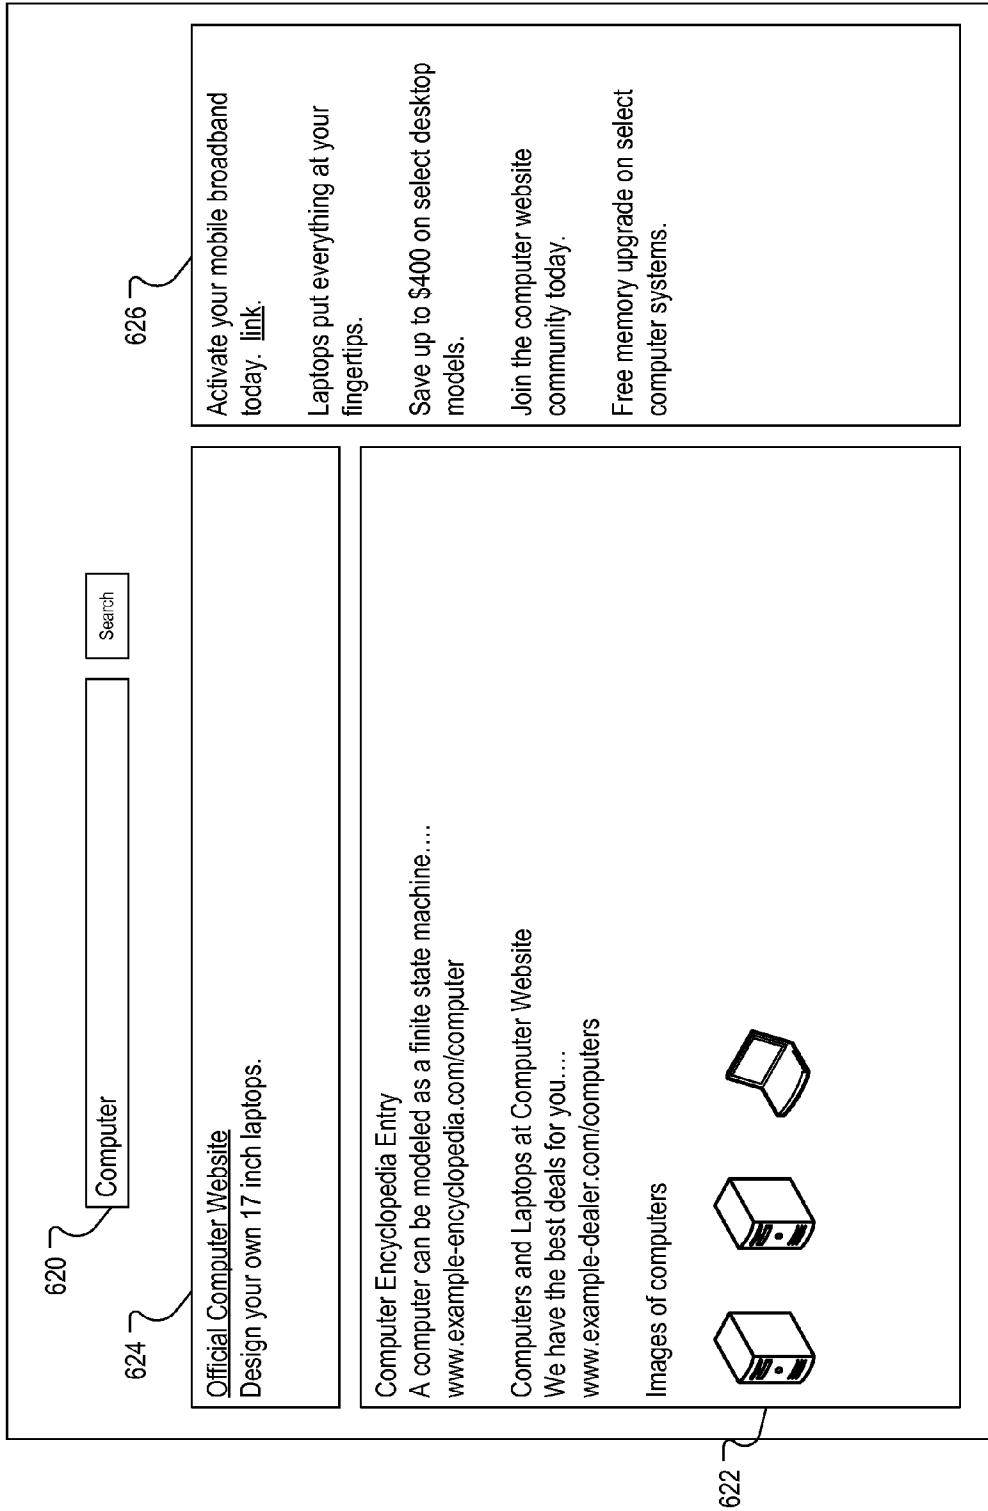 620
Computer
Search
624
Official Computer Website
Design your own 17 inch laptops.
Computer Encyclopedia Entry
A computer can be modeled as a finite state machine....
www.example-encyclopedia.com/computer
Computers and Laptops at Computer Website
We have the best deals for you....
www.example-dealer.com/computers
Images of computers
622
626
Activate your mobile broadband
today. link.
Laptops put everything at your
fingertips.
Save up to $400 on select desktop
models.
Join the computer website
community today.
Free memory upgrade on select
computer systems.